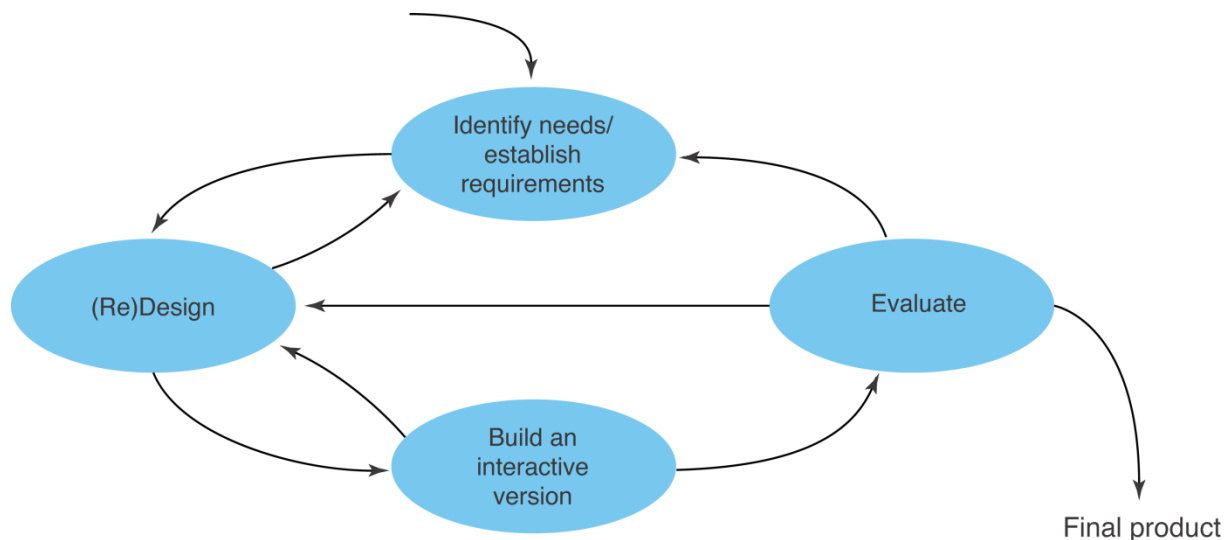 Identify needs/
establish
requirements
(Re)Design
Evaluate
Build an
interactive
version
Final product